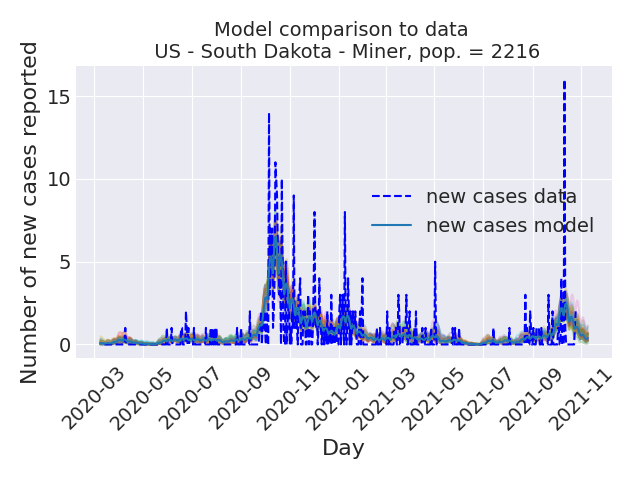 Model comparison to data
US - South Dakota - Miner, pop. = 2216
Number of new cases reported
15
10
5
0
new cases data
new cases model
2020-03
2020-05
2020-07
2020-09
2020-11
2021-01
2021-03
2021-05
2021-07
2021-09
2021-11
Day